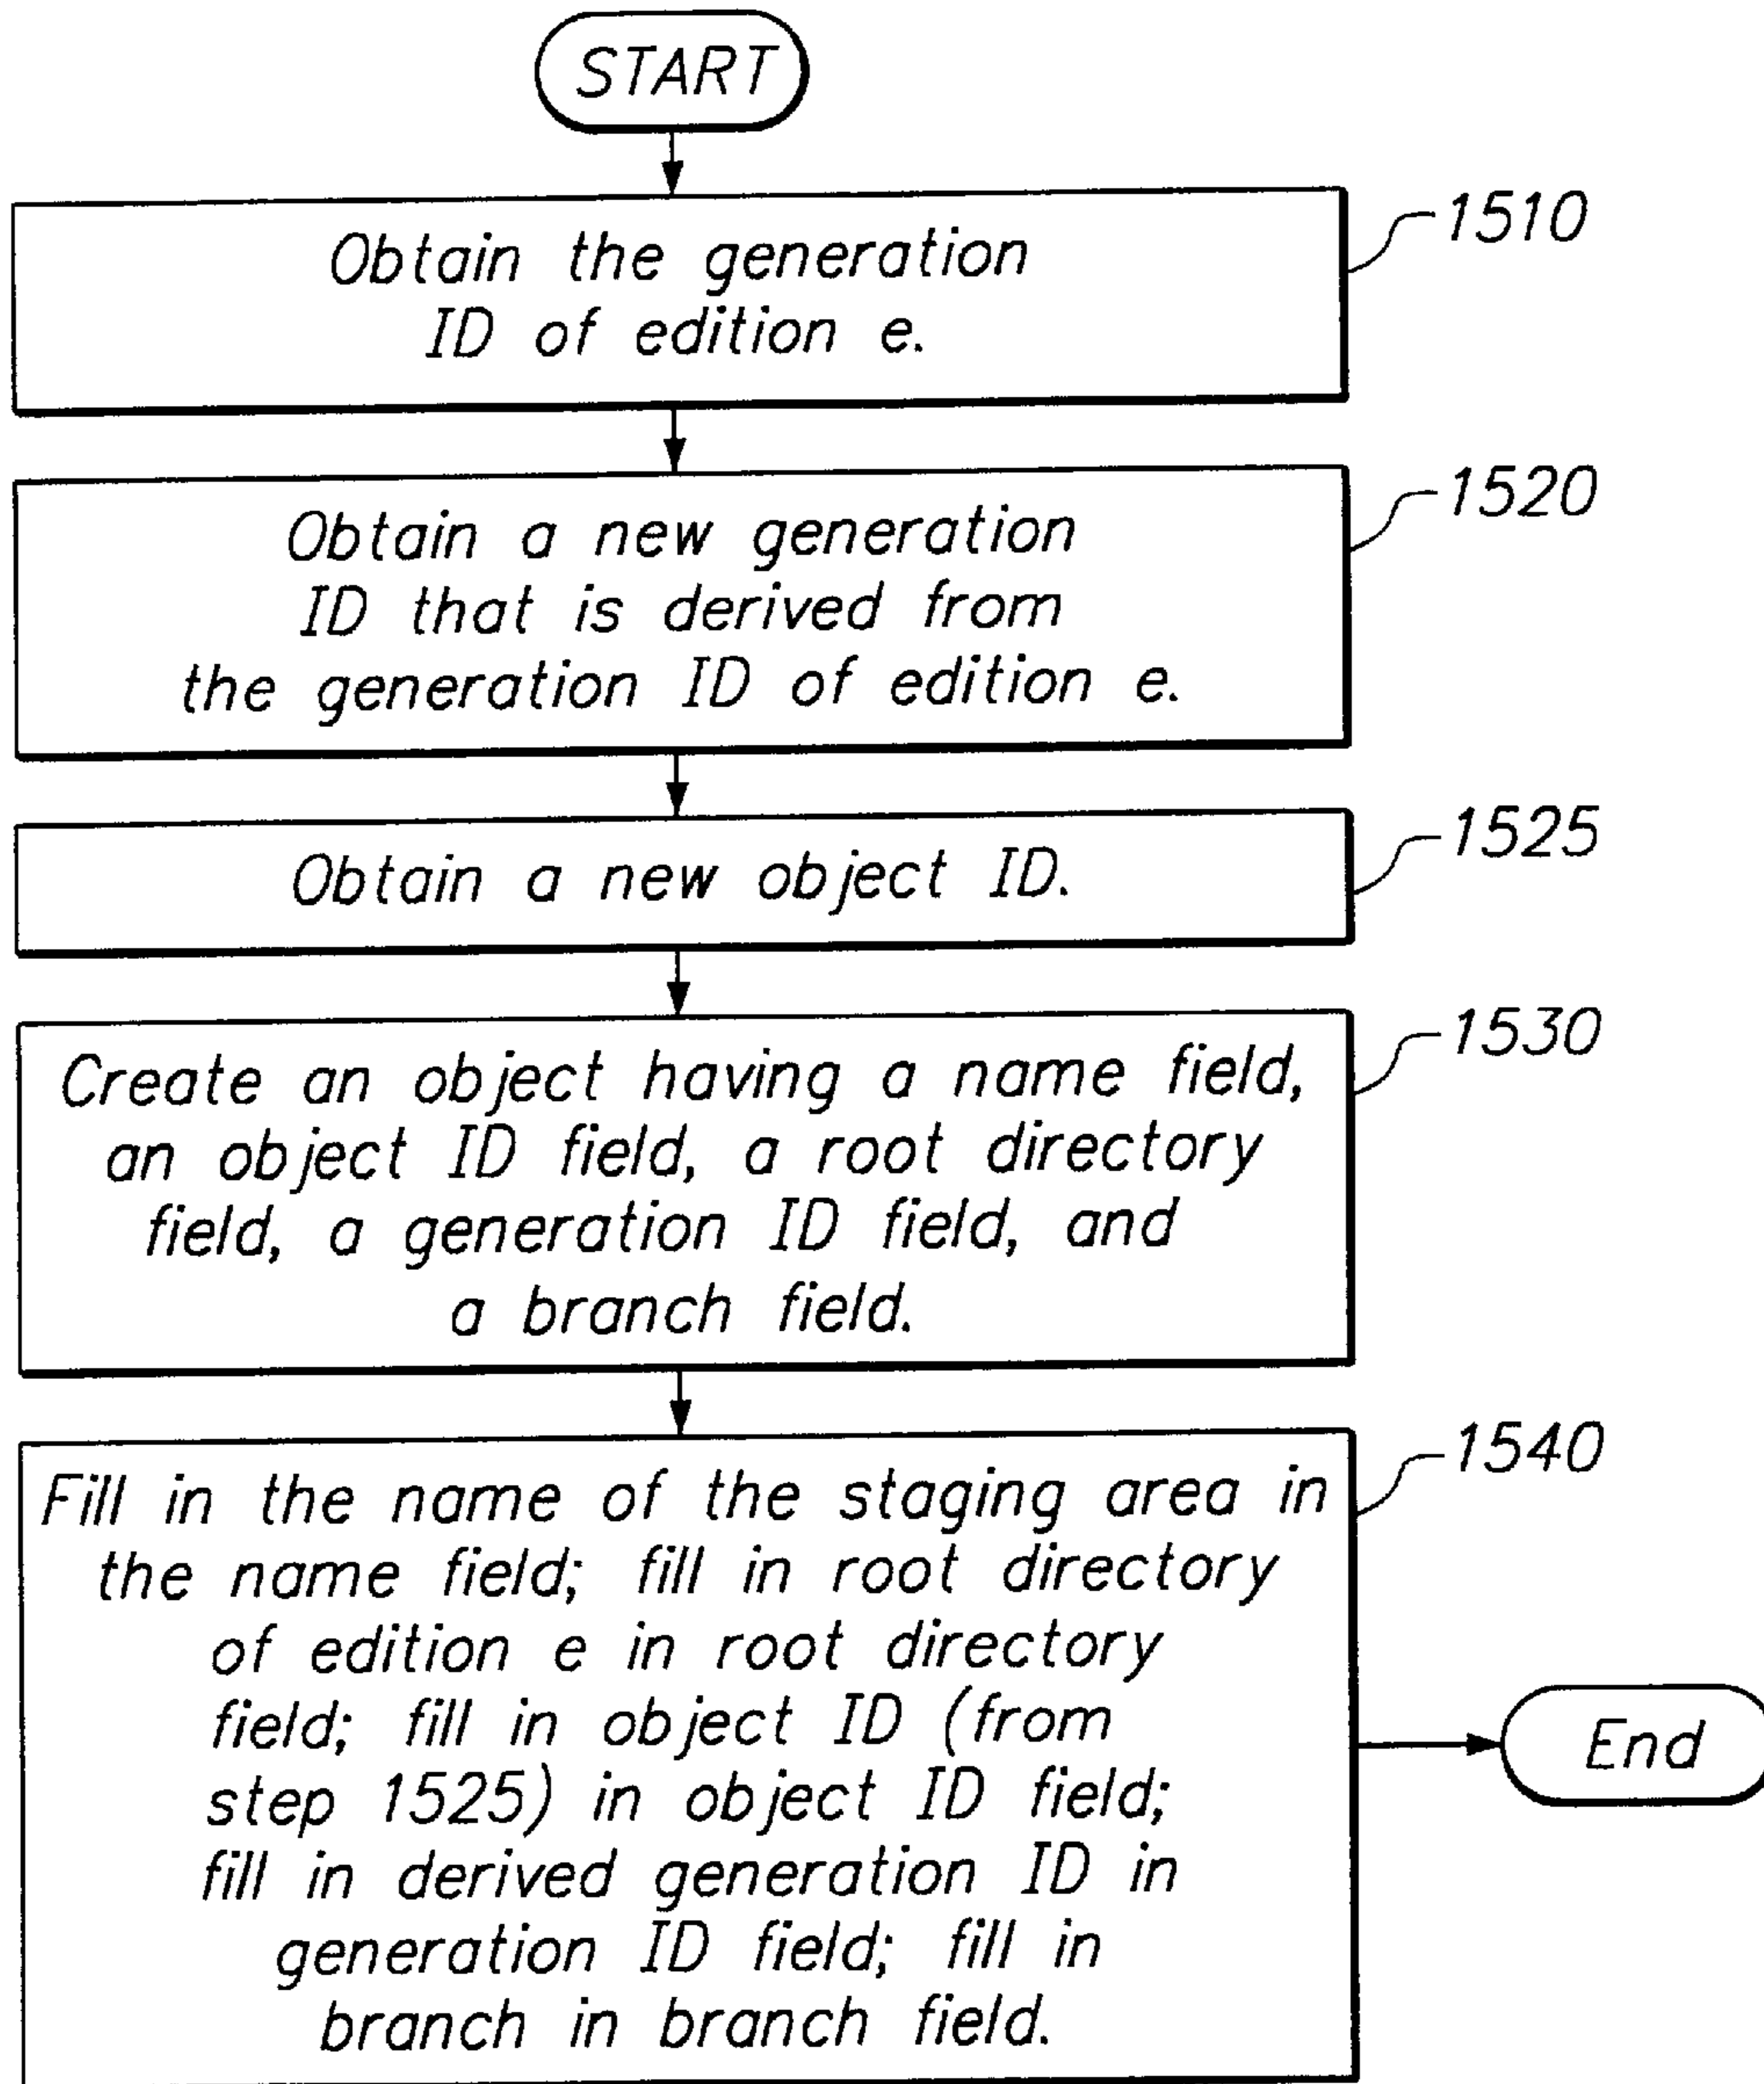 START
1510
Obtain the generation
ID of edition e.
1520
Obtain a new generation
ID that is derived from
the generation ID of edition e.
1525
Obtain a new object ID.
1530
Create an object having a name field,
an object ID field, a root directory
field, a generation ID field, and
a branch field.
1540
Fill in the name of the staging area in
the name field; fill in root directory
of edition e in root directory
field; fill in object ID (from
step 1525) in object ID field;
fill in derived generation ID in
generation ID field; fill in
branch in branch field.
End